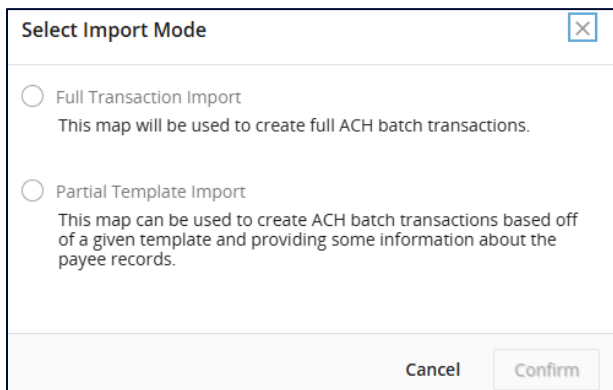 Select Import Mode
Full Transaction Import
This map will be used to create full ACH batch transactions.
Partial Template Import
This map can be used to create ACH batch transactions based off
of a given template and providing some information about the
payee records.
Cancel
Confirm